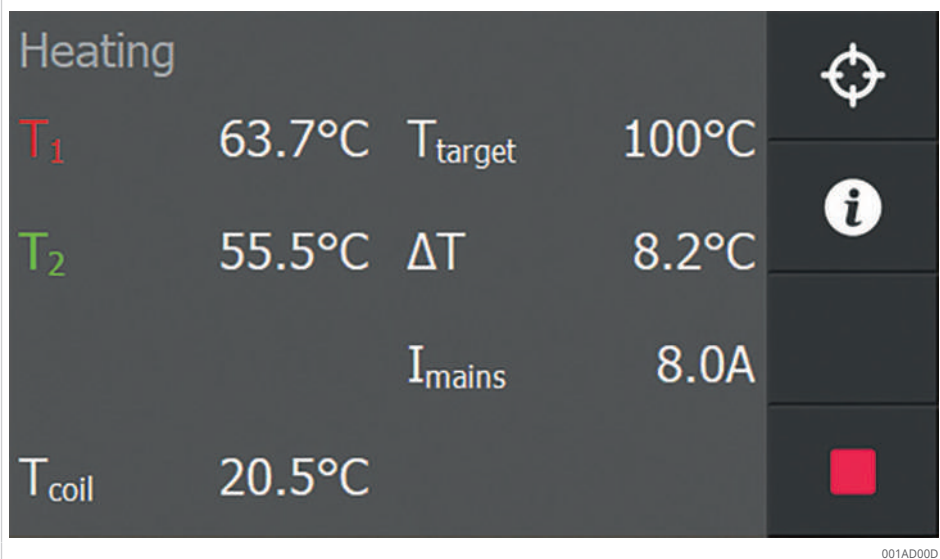 Heating
T1 63.7°C Ttarget 100°C
T2 55.5°C ΔT 8.2°C
Imains 8.0A
Tcoil 20.5°C
i
001AD00D